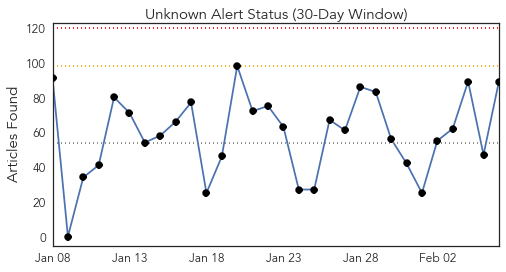 Unknown Alert Status (30-Day Window)
120
100
80
60
40
20
0
Articles Found
Jan 08 Jan 13 Jan 18 Jan 23 Jan 28 Feb 02